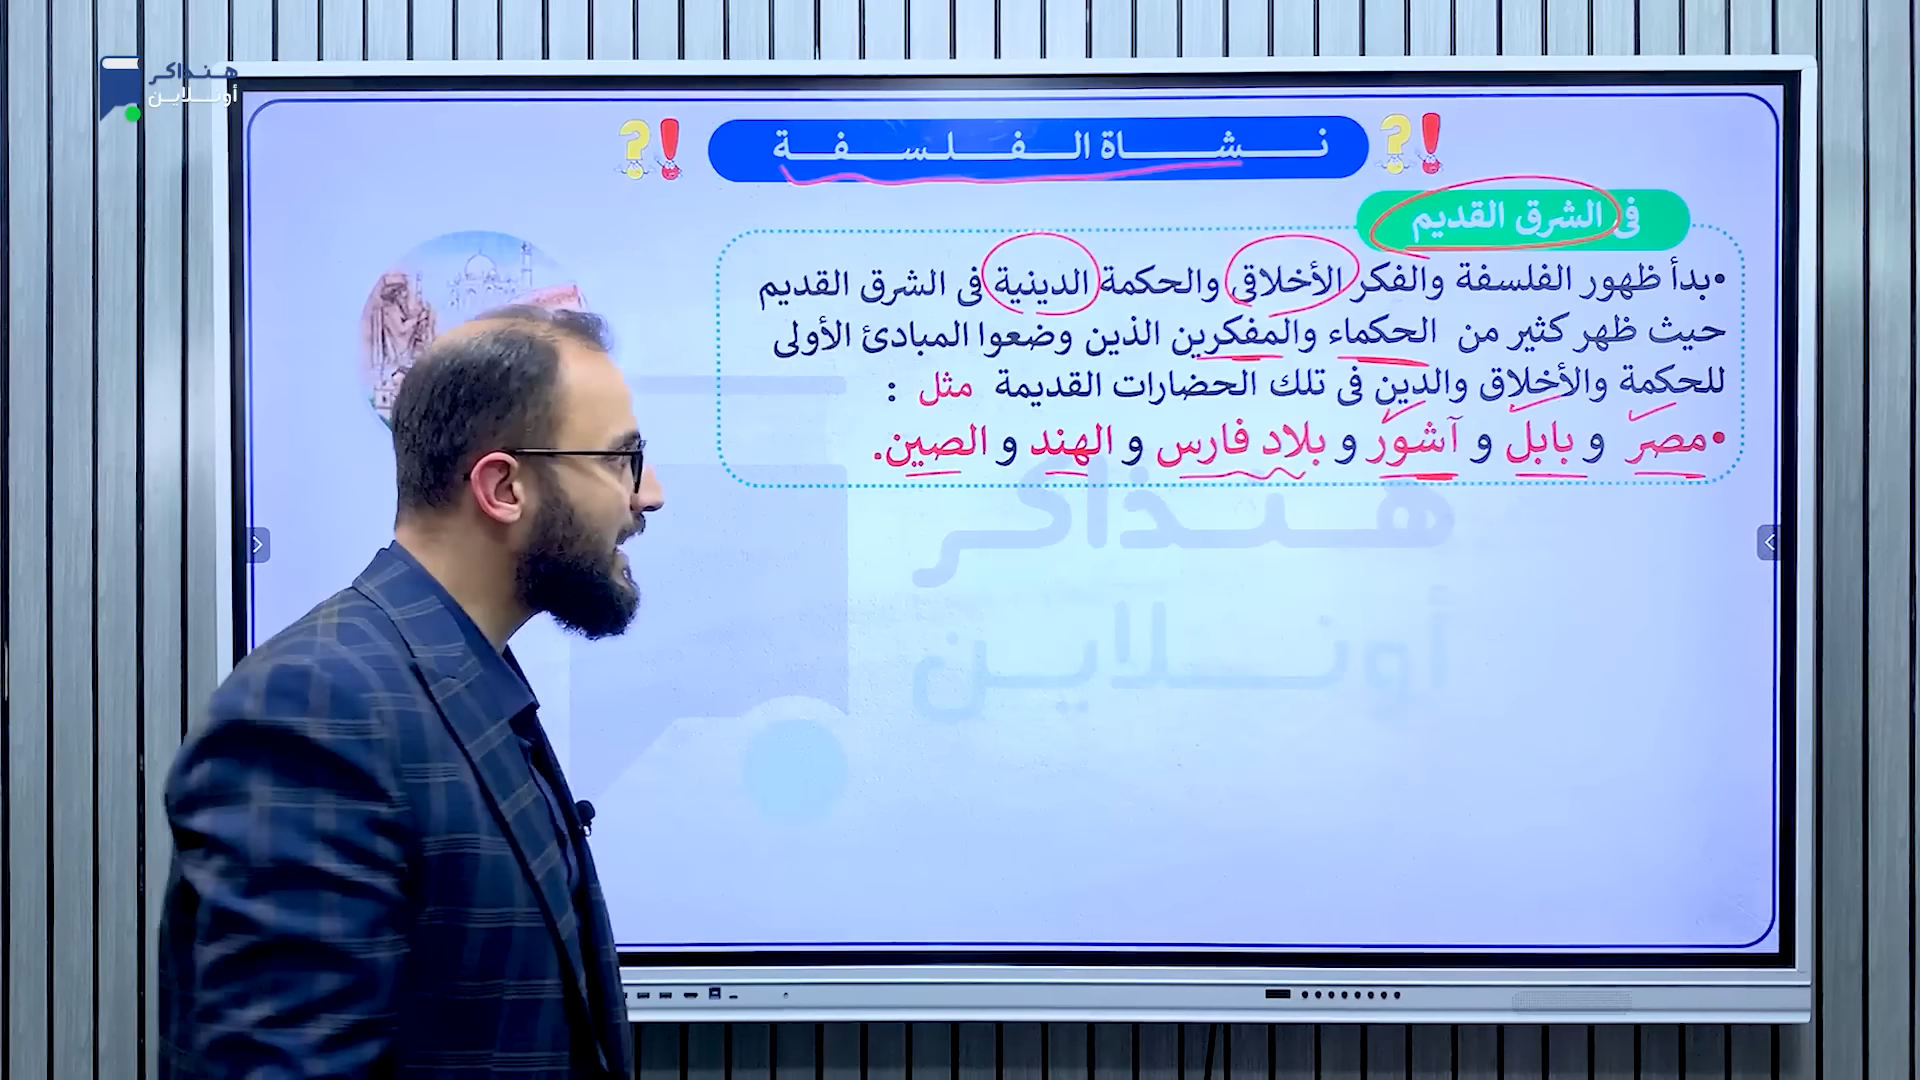 هنذاكر
أونلاين
نشاة الفلسفة
فى الشرق القديم
•بدأ ظهور الفلسفة والفكر الأخلاقى والحكمة الدينية فى الشرق القديم
حيث ظهر كثير من الحكماء والمفكرين الذين وضعوا المبادئ الأولى
للحكمة والأخلاق والدين فى تلك الحضارات القديمة مثل :
•مصر و بابل و آشور و بلاد فارس و الهند و الصين.
هنذاكر
أونلاين